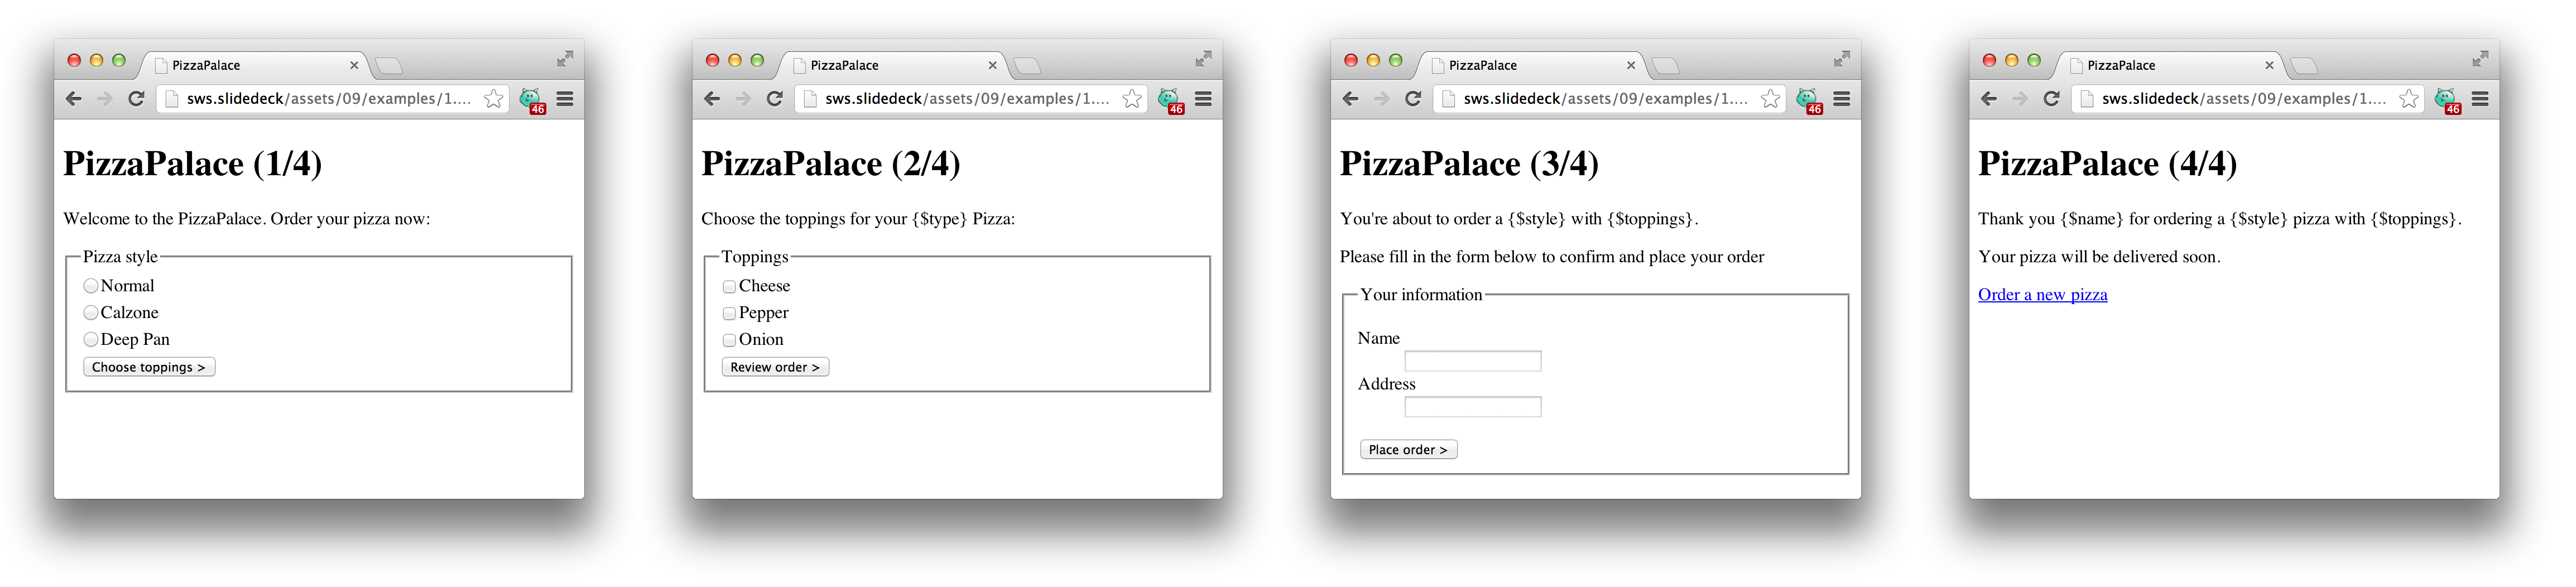 PizzaPalace
sws.slidedeck/assets/09/examples/1....
46
PizzaPalace (1/4)
Welcome to the PizzaPalace. Order your pizza now:
Pizza style
Normal
Calzone
Deep Pan
Choose toppings >
PizzaPalace
sws.slidedeck/assets/09/examples/1....
46
PizzaPalace (2/4)
Choose the toppings for your {$type} Pizza:
Toppings
Cheese
Pepper
Onion
Review order >
PizzaPalace
sws.slidedeck/assets/09/examples/1....
46
PizzaPalace (3/4)
You're about to order a {$style} with {$toppings}.
Please fill in the form below to confirm and place your order
Your information
Name
Address
Place order >
PizzaPalace
sws.slidedeck/assets/09/examples/1....
46
PizzaPalace (4/4)
Thank you {$name} for ordering a {$style} pizza with {$toppings}.
Your pizza will be delivered soon.
Order a new pizza